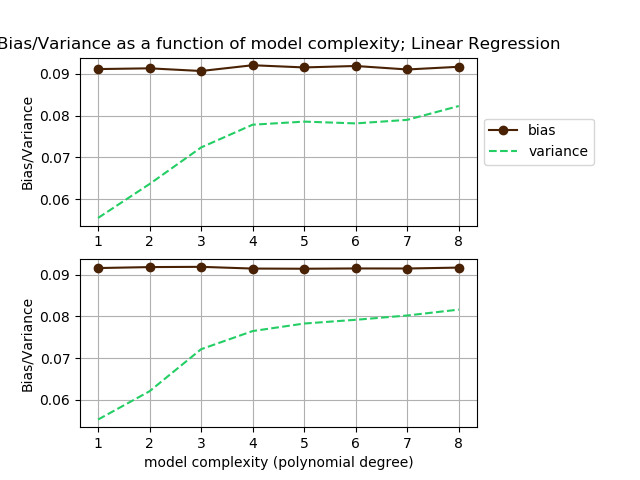 Bias/Variance as a function of model complexity; Linear Regression
0.09
0.08
0.07
0.06
Bias/Variance
1 2 3 4 5 6 7 8
bias
variance
0.09
0.08
0.07
0.06
Bias/Variance
1 2 3 4 5 6 7 8
model complexity (polynomial degree)